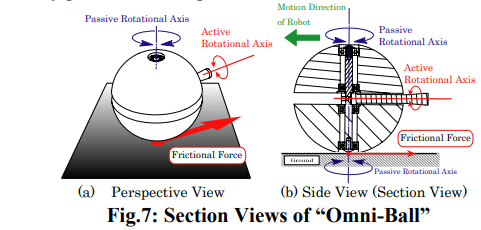 Passive Rotational Axis
Active
Rotational Axis
Frictional Force
(a) Perspective View
Motion Direction
of Robot
Passive
Rotational Axis
Active
Rotational Axis
Frictional Force
Ground
Passive Rotational Axis
(b) Side View (Section View)
Fig.7: Section Views of “Omni-Ball”